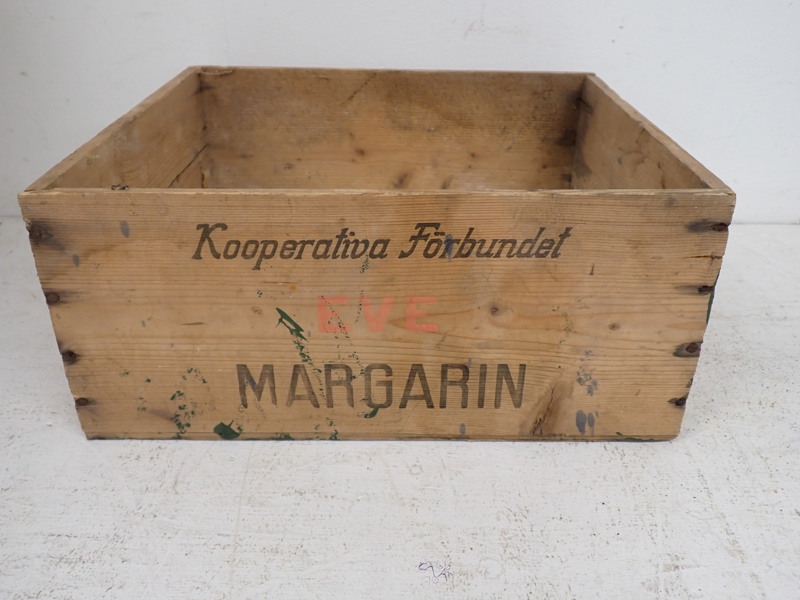 Kooperativa Förbundet
EVE
MARGARIN